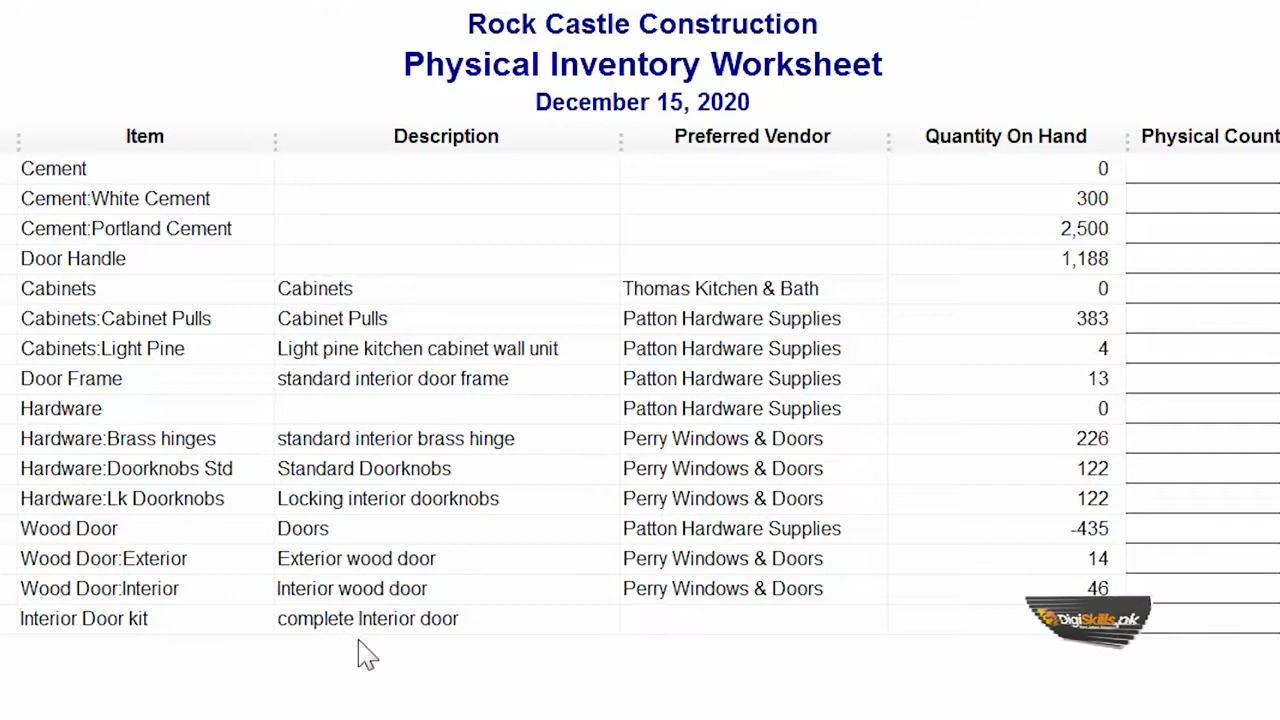 Rock Castle Construction
Physical Inventory Worksheet
December 15, 2020
Item Description Preferred Vendor Quantity On Hand Physical Count
Cement 0
Cement:White Cement 300
Cement:Portland Cement 2,500
Door Handle 1,188
Cabinets Cabinets Thomas Kitchen & Bath 0
Cabinets:Cabinet Pulls Cabinet Pulls Patton Hardware Supplies 383
Cabinets:Light Pine Light pine kitchen cabinet wall unit Patton Hardware Supplies 4
Door Frame standard interior door frame Patton Hardware Supplies 13
Hardware Patton Hardware Supplies 0
Hardware:Brass hinges standard interior brass hinge Perry Windows & Doors 226
Hardware:Doorknobs Std Standard Doorknobs Perry Windows & Doors 122
Hardware:Lk Doorknobs Locking interior doorknobs Perry Windows & Doors 122
Wood Door Doors Patton Hardware Supplies -435
Wood Door:Exterior Exterior wood door Perry Windows & Doors 14
Wood Door:Interior Interior wood door Perry Windows & Doors 46
Interior Door kit complete Interior door
DigiSkills.pk